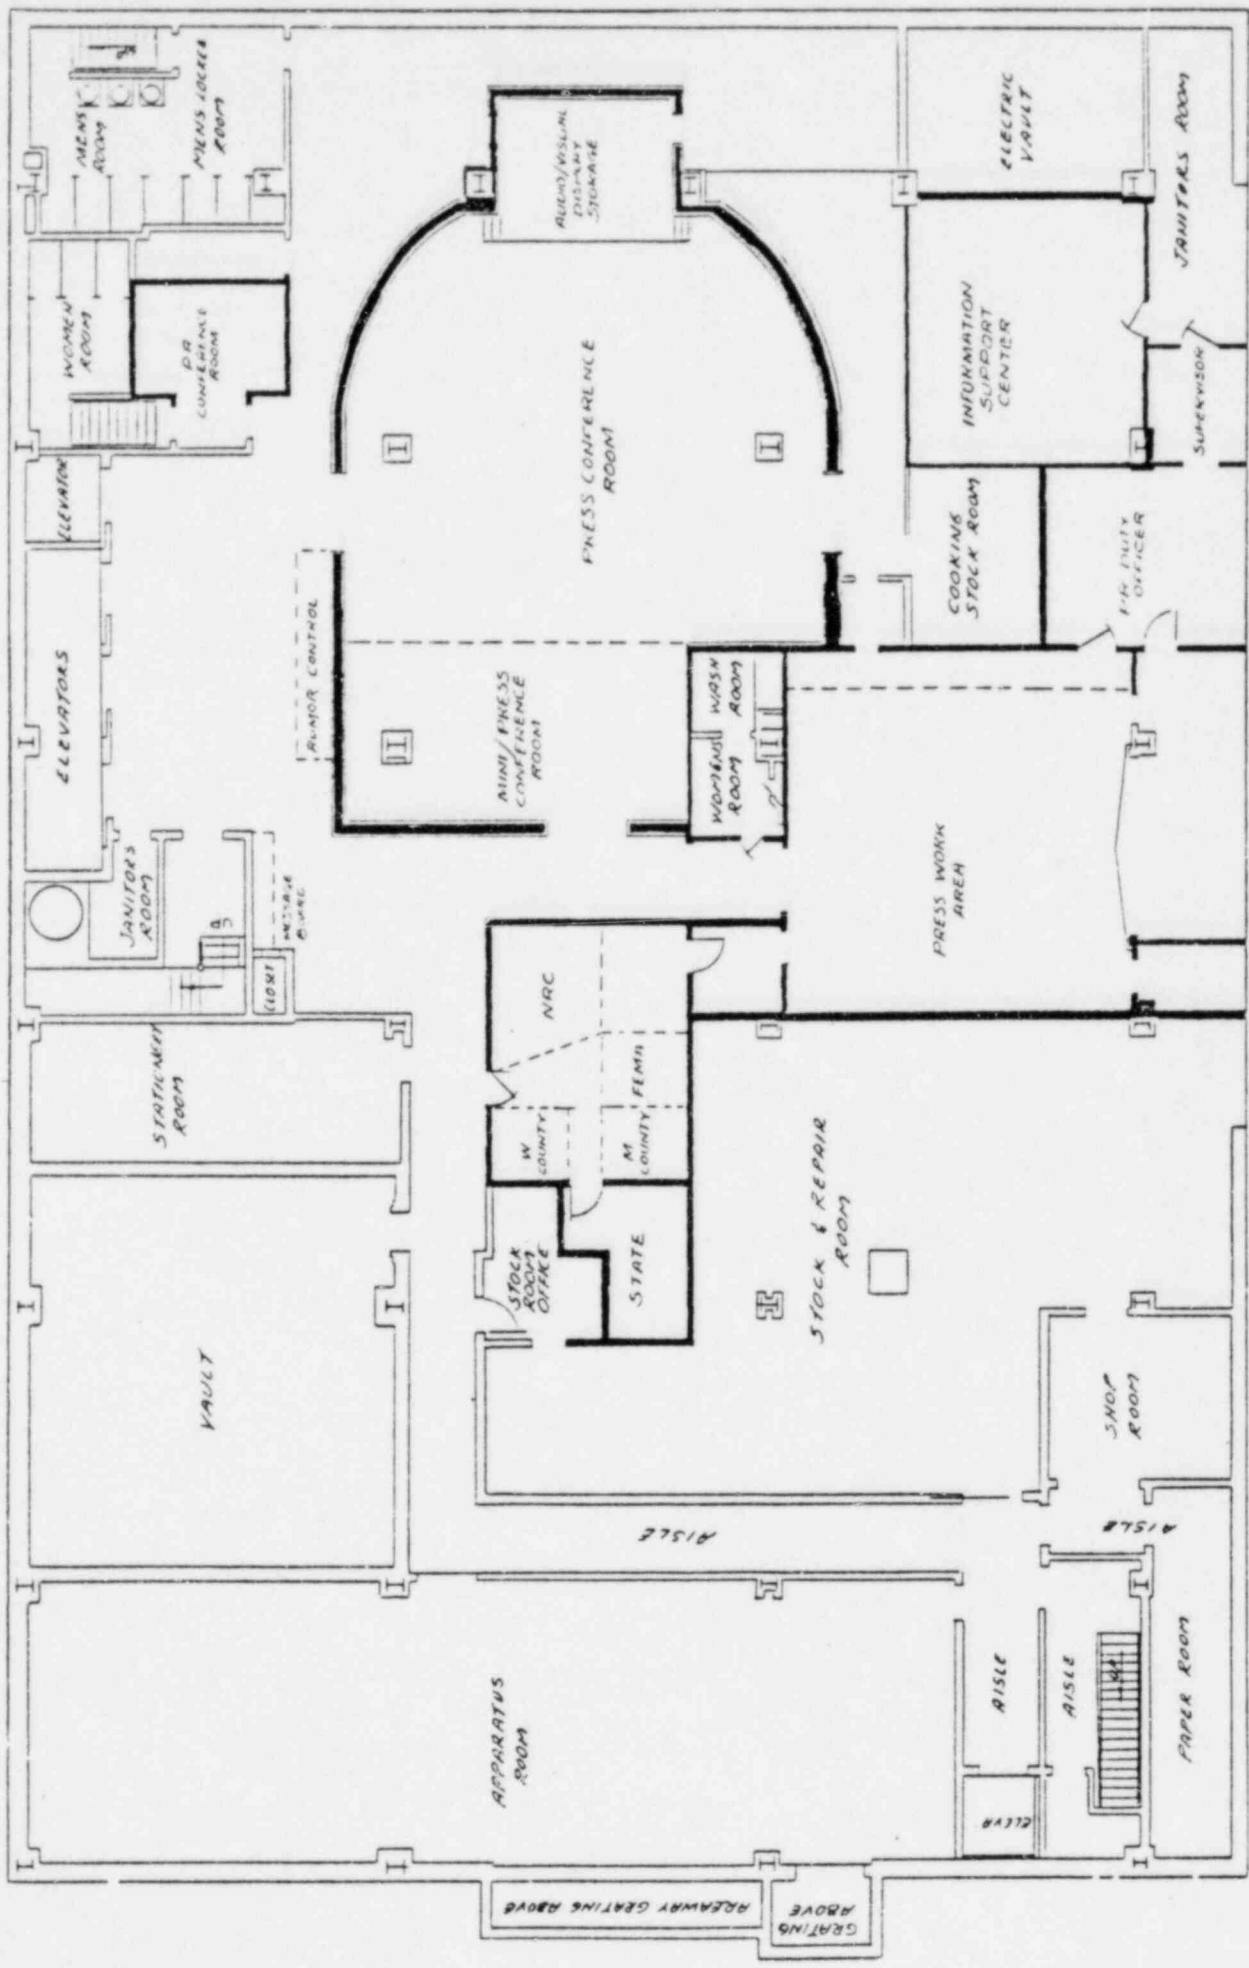 MENS
ROOM
MENS LOCKER
ROOM
WOMEN
ROOM
CONFERENCE
ROOM
AUDIO/VISUAL
DISPLAY
STORAGE
ELECTRIC
VAULT
JANITORS ROOM
ELEVATOR
ELEVATORS
RUMOR CONTROL
PRESS CONFERENCE
ROOM
MINI/PRESS
CONFERENCE
ROOM
INFORMATION
SUPPORT
CENTER
SUPERVISOR
COOKING
STOCK ROOM
DUTY
OFFICER
WASH
ROOM
WOMENS
ROOM
JANITORS
ROOM
MESSAGE
CLOSET
PRESS WORK
AREA
STATIONERY
ROOM
NRC
FEMA
W
COUNTY
M
COUNTY
STATE
STOCK
ROOM
OFFICE
STOCK & REPAIR
ROOM
VAULT
SHOP
ROOM
AISLE
AISLE
APPARATUS
ROOM
AISLE
AISLE
UP
PAPER ROOM
ELEVR
AREAWAY GRATING ABOVE
GRATING
ABOVE